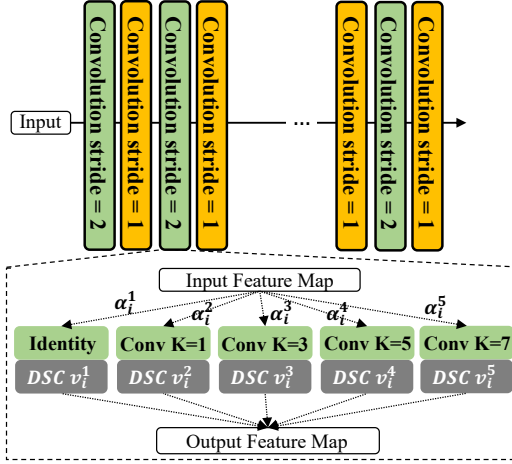 Input
Convolution stride = 2
Convolution stride = 1
Convolution stride = 2
Convolution stride = 1
...
Convolution stride = 1
Convolution stride = 2
Convolution stride = 1
Input Feature Map
α_i^1 α_i^2 α_i^3 α_i^4 α_i^5
Identity Conv K=1 Conv K=3 Conv K=5 Conv K=7
DSC v_i^1 DSC v_i^2 DSC v_i^3 DSC v_i^4 DSC v_i^5
Output Feature Map